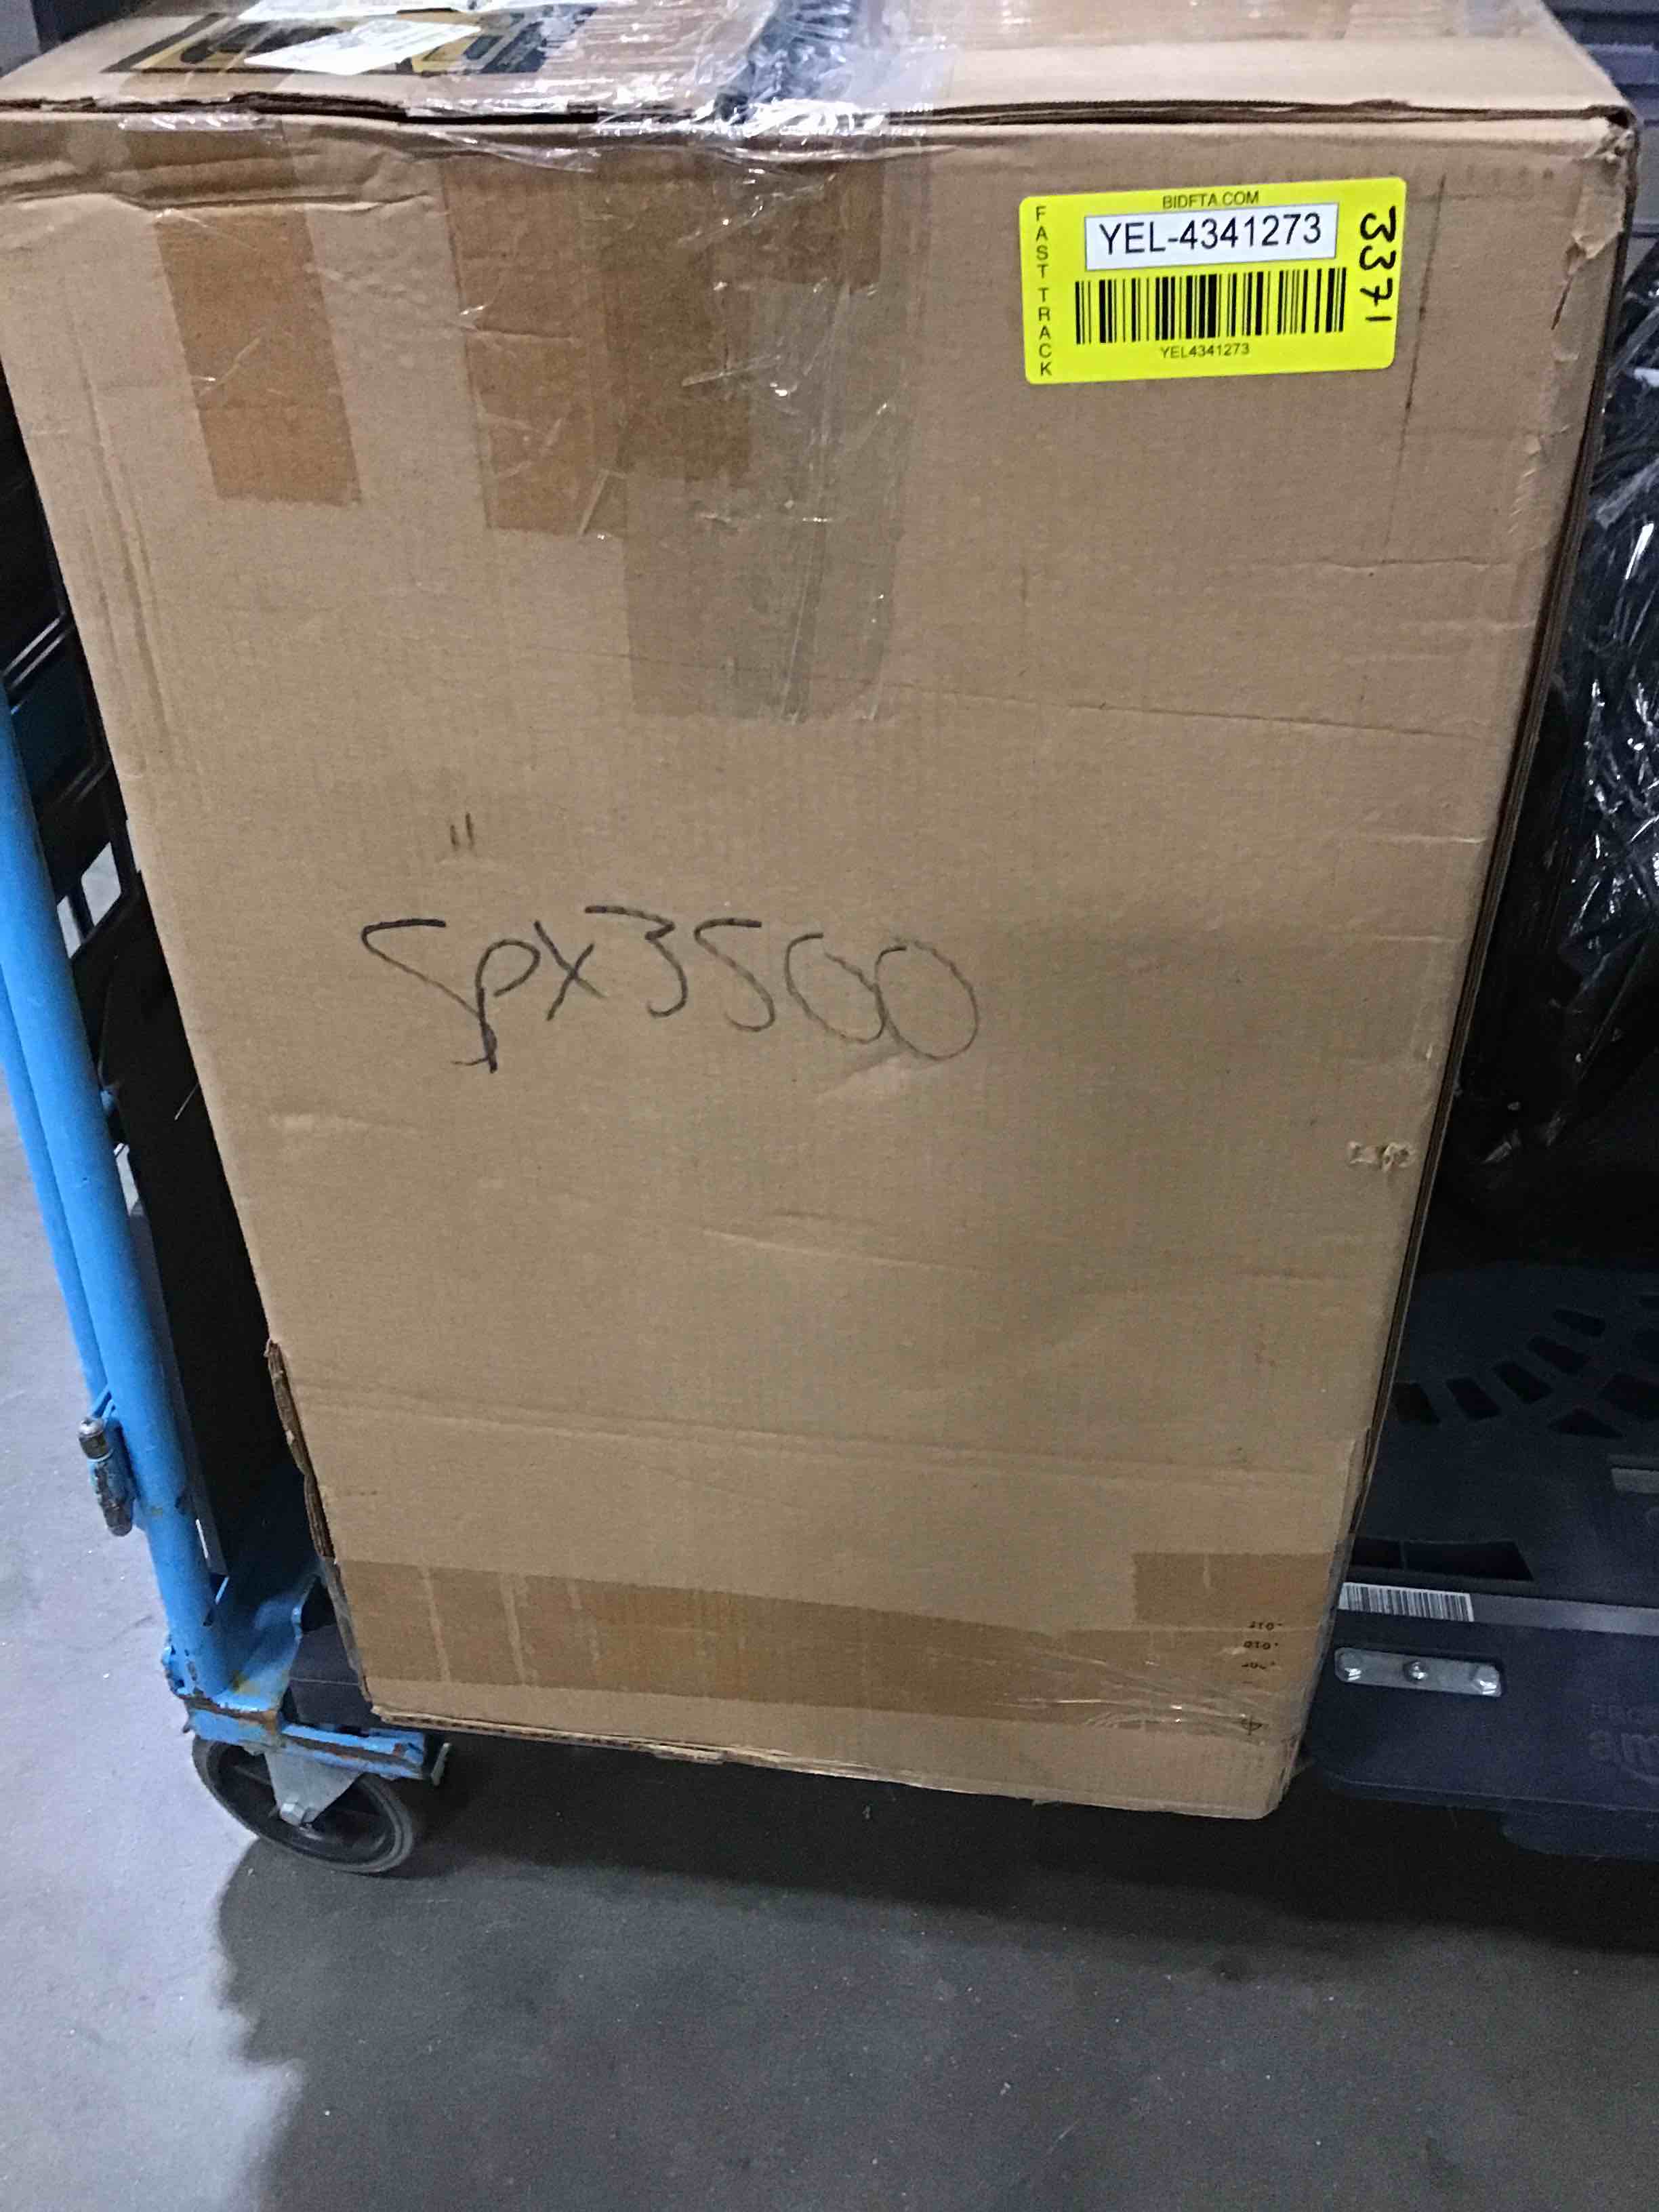 BIDFTA.COM
FAST TRACK
YEL-4341273
YEL4341273
3371
SPX3500